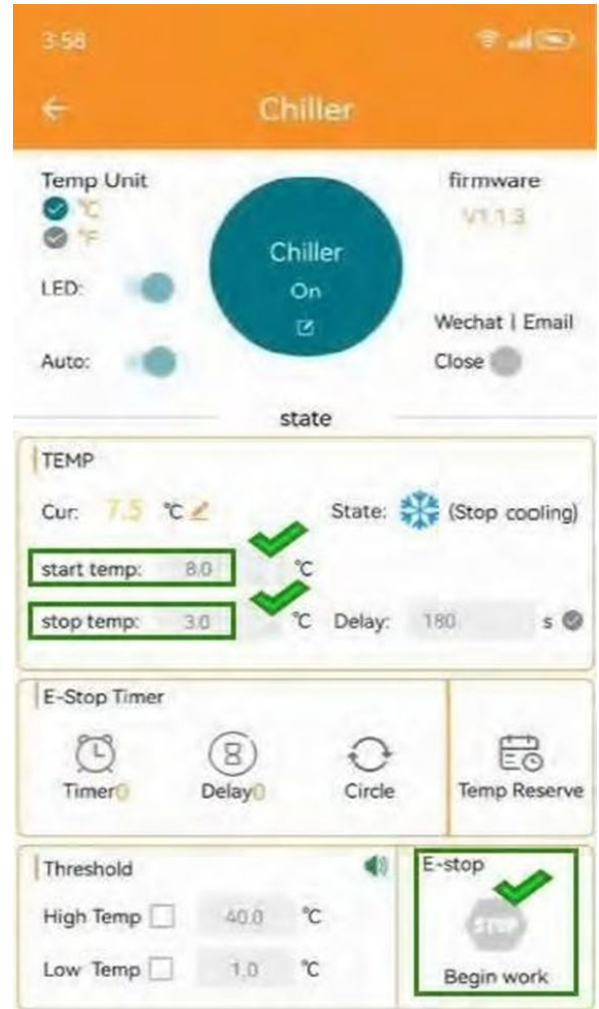 3:58
Chiller
Temp Unit
℃
℉
firmware
V1.1.3
Chiller
On
LED:
Wechat | Email
Auto:
Close
state
TEMP
Cur: 7.5 ℃
State: (Stop cooling)
start temp: 8.0 ℃
stop temp: 3.0 ℃ Delay: 180 s
E-Stop Timer
Timer0 Delay0 Circle Temp Reserve
Threshold
E-stop
High Temp 40.0 ℃
STOP
Low Temp 1.0 ℃
Begin work